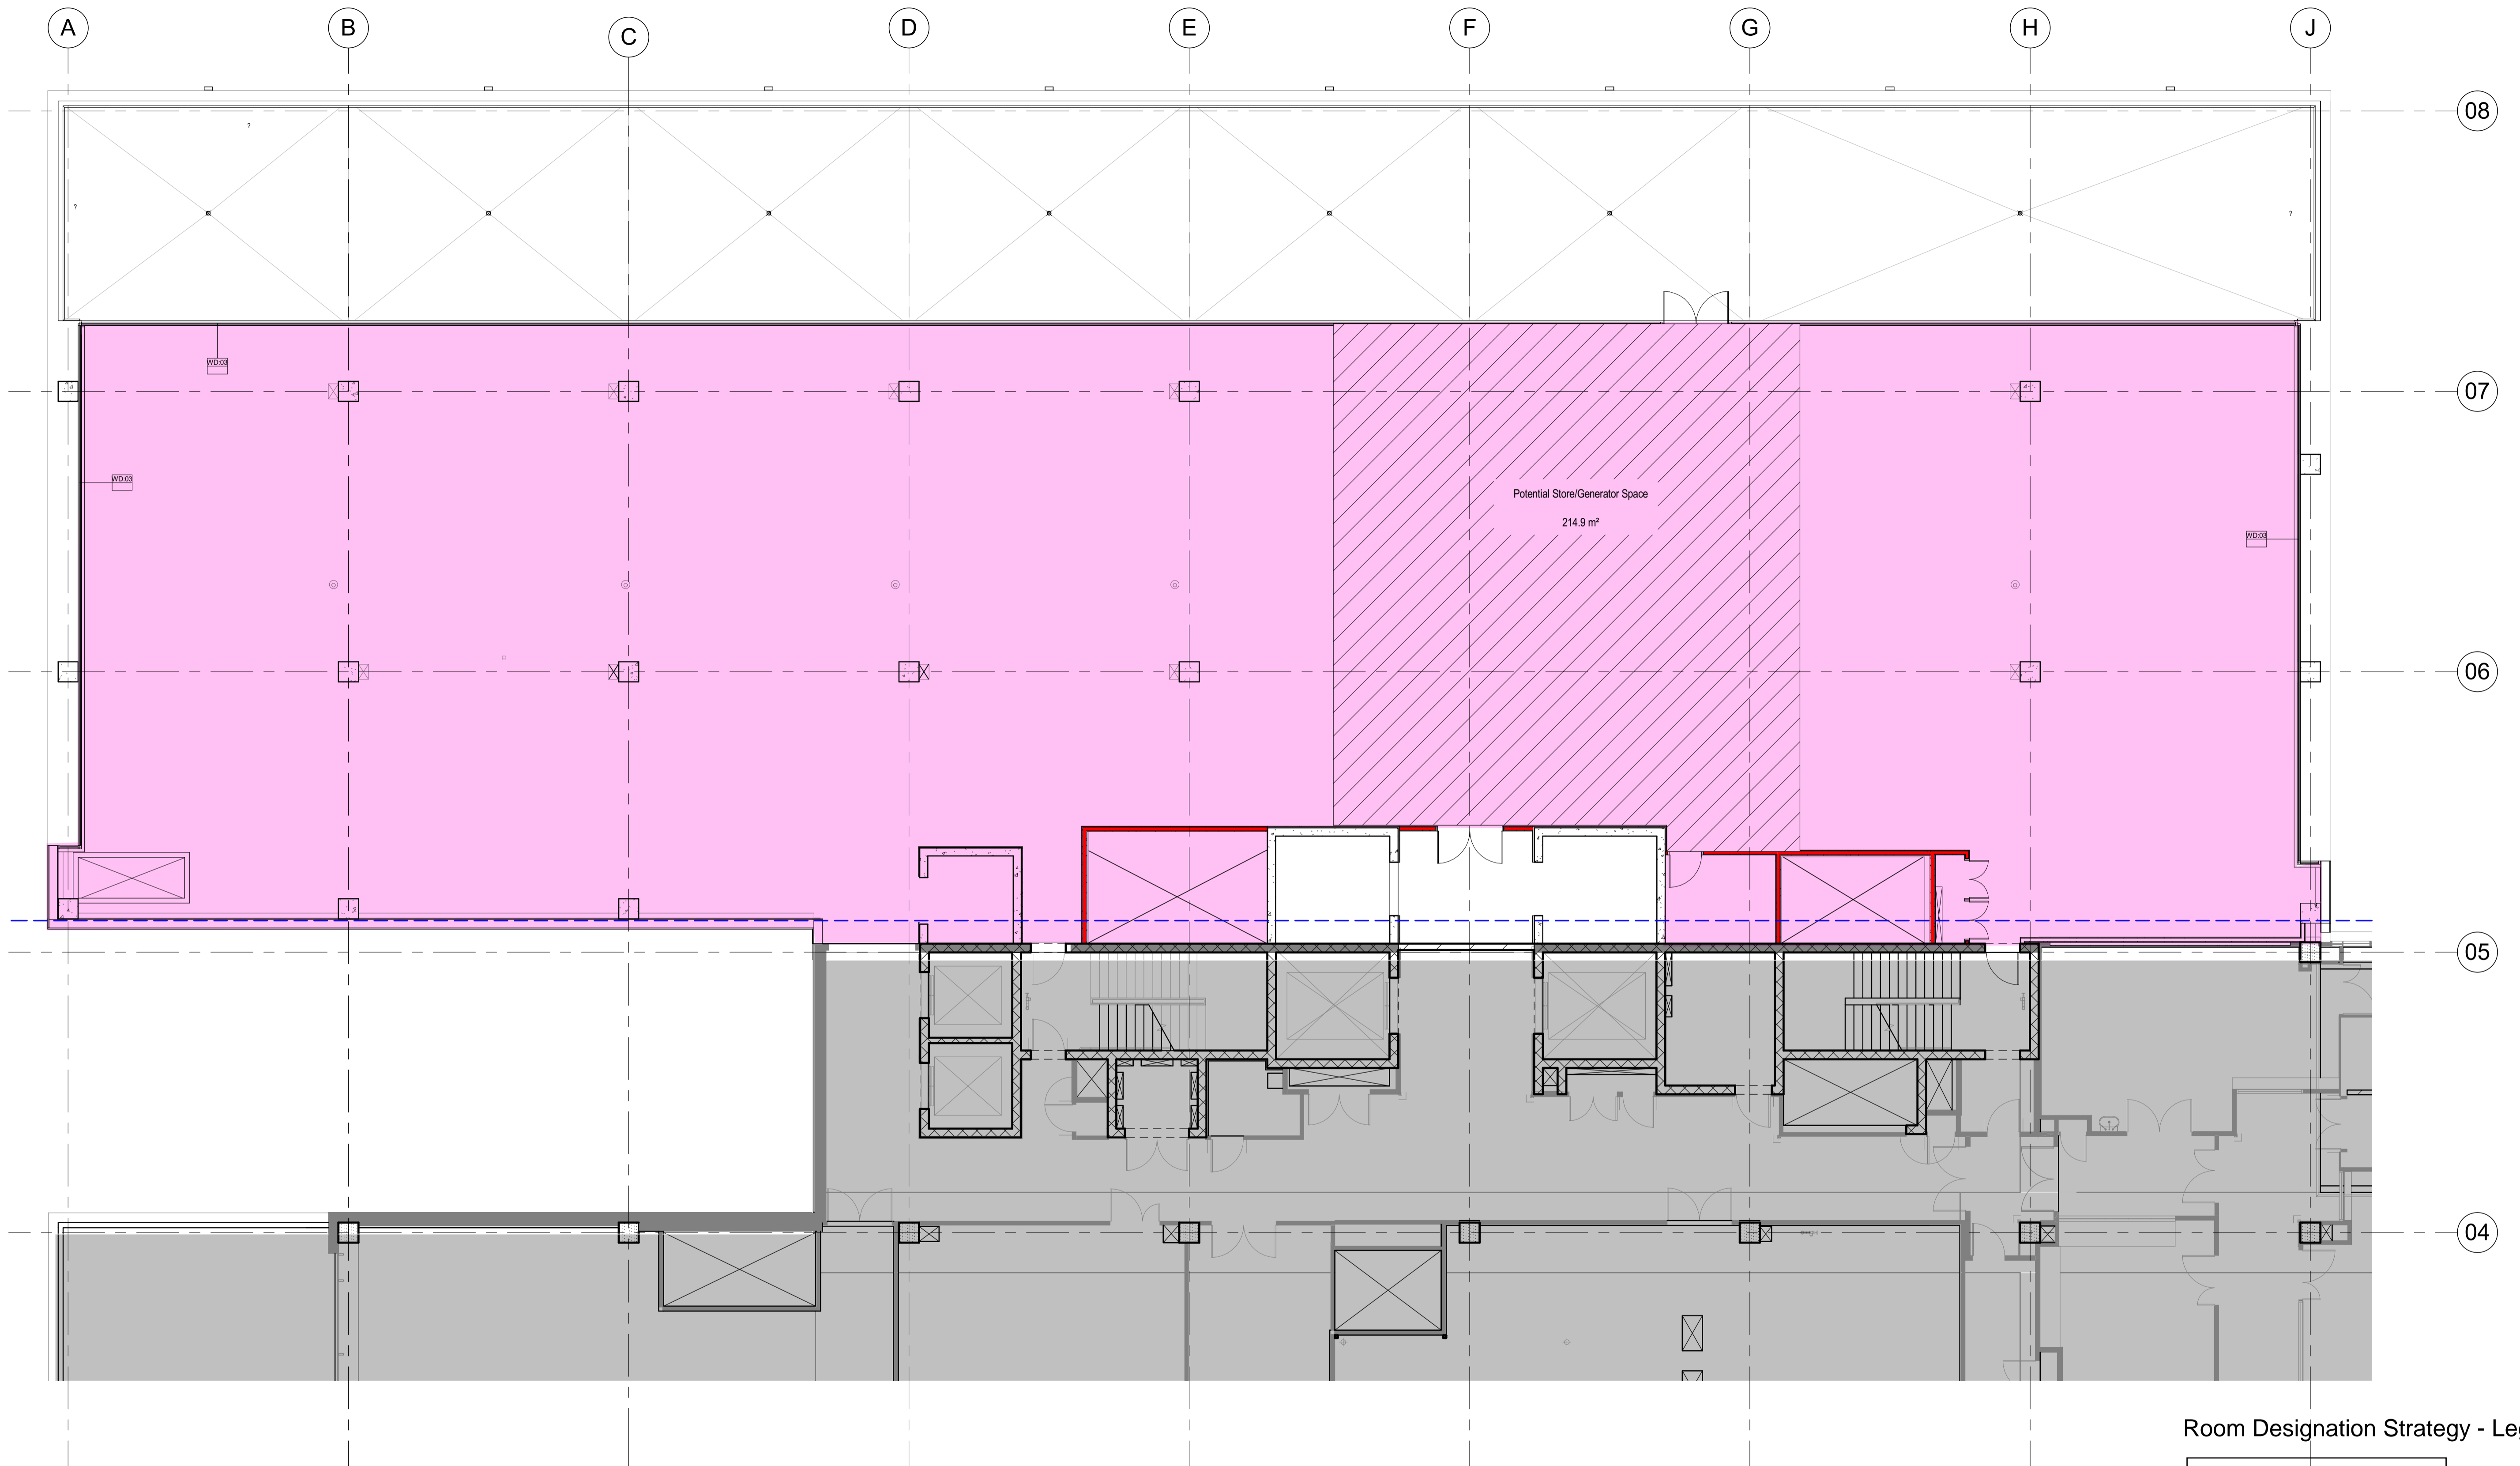 A B C D E F G H J
08
?
?
?
WD:03
07
WD:03
Potential Store/Generator Space
214.9 m²
WD:03
06
05
04
Room Designation Strategy - Le